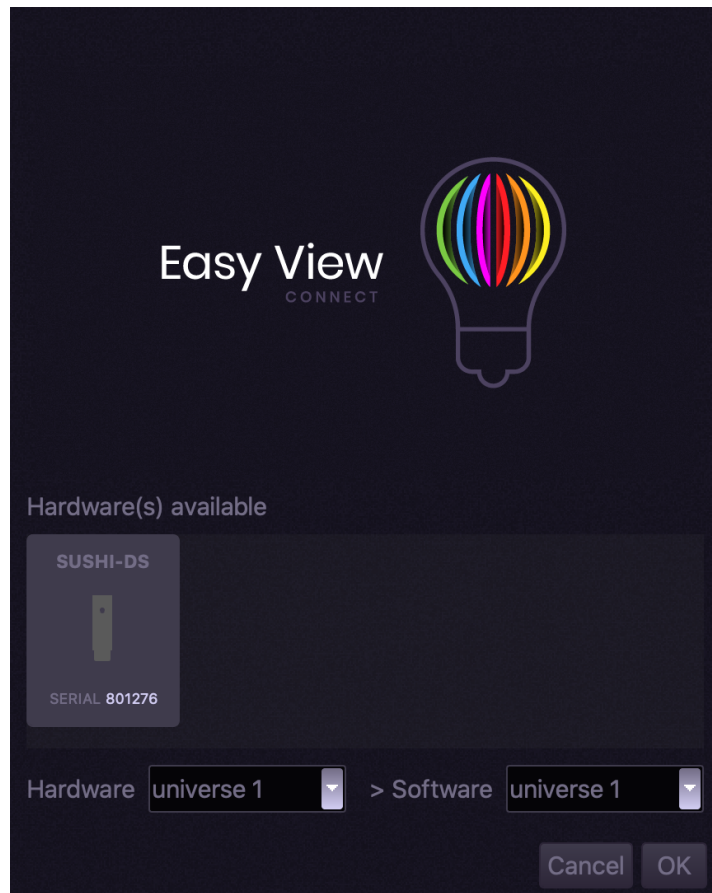 Easy View
CONNECT
Hardware(s) available
SUSHI-DS
SERIAL 801276
Hardware universe 1 > Software universe 1
Cancel OK